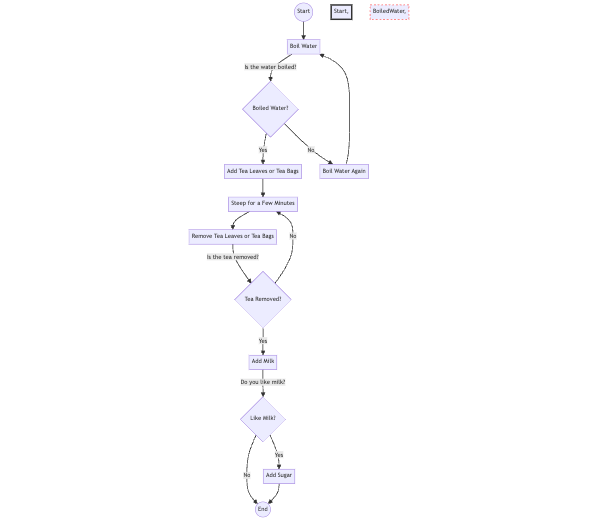 Start
Start,
BoiledWater,
Boil Water
Is the water boiled?
Boiled Water?
Yes
No
Add Tea Leaves or Tea Bags
Boil Water Again
Steep for a Few Minutes
Remove Tea Leaves or Tea Bags
No
Is the tea removed?
Tea Removed?
Yes
Add Milk
Do you like milk?
Like Milk?
Yes
No
Add Sugar
End